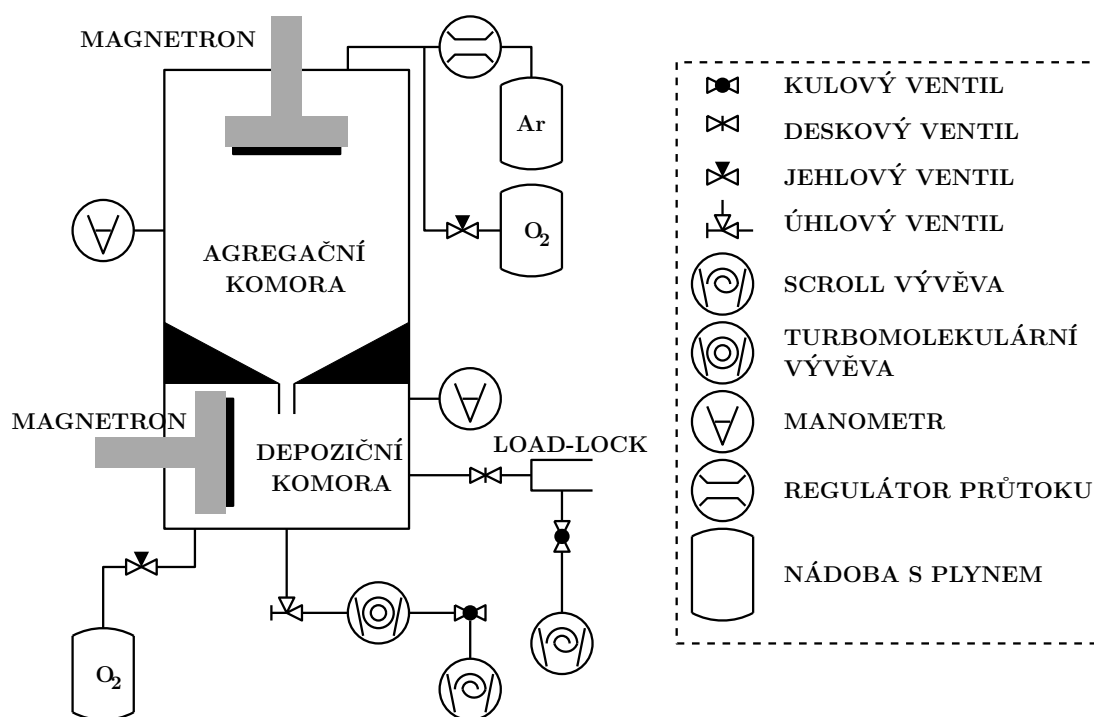 MAGNETRON
Ar
O2
AGREGAČNÍ
KOMORA
MAGNETRON
DEPOZIČNÍ
KOMORA
LOAD-LOCK
O2
KULOVÝ VENTIL
DESKOVÝ VENTIL
JEHLOVÝ VENTIL
ÚHLOVÝ VENTIL
SCROLL VÝVĚVA
TURBOMOLEKULÁRNÍ
VÝVĚVA
MANOMETR
REGULÁTOR PRŮTOKU
NÁDOBA S PLYNEM